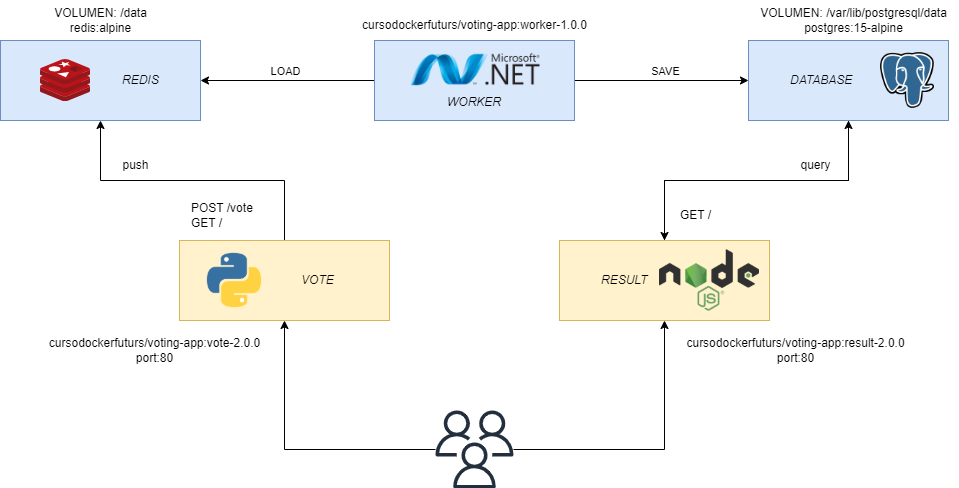 VOLUMEN: /data
redis:alpine
cursodockerfuturs/voting-app:worker-1.0.0
VOLUMEN: /var/lib/postgresql/data
postgres:15-alpine
REDIS
LOAD
Microsoft®
.NET
WORKER
SAVE
DATABASE
push
query
POST /vote
GET /
GET /
VOTE
RESULT
node
JS®
cursodockerfuturs/voting-app:vote-2.0.0
port:80
cursodockerfuturs/voting-app:result-2.0.0
port:80